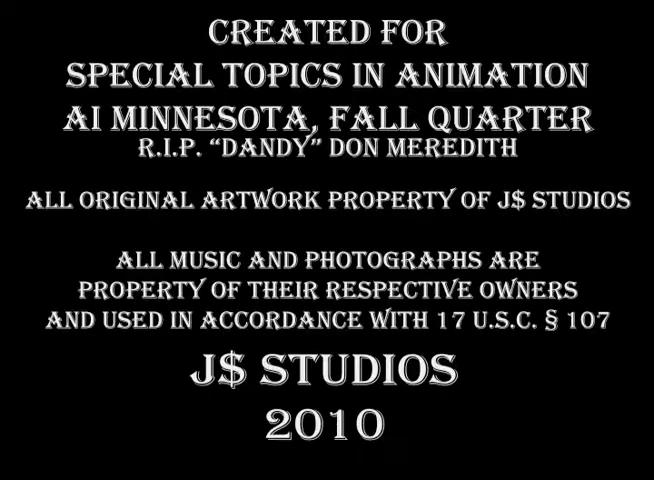 CREATED FOR
SPECIAL TOPICS IN ANIMATION
AI MINNESOTA, FALL QUARTER
R.I.P. “DANDY” DON MEREDITH
ALL ORIGINAL ARTWORK PROPERTY OF J$ STUDIOS
ALL MUSIC AND PHOTOGRAPHS ARE
PROPERTY OF THEIR RESPECTIVE OWNERS
AND USED IN ACCORDANCE WITH 17 U.S.C. § 107
J$ STUDIOS
2010